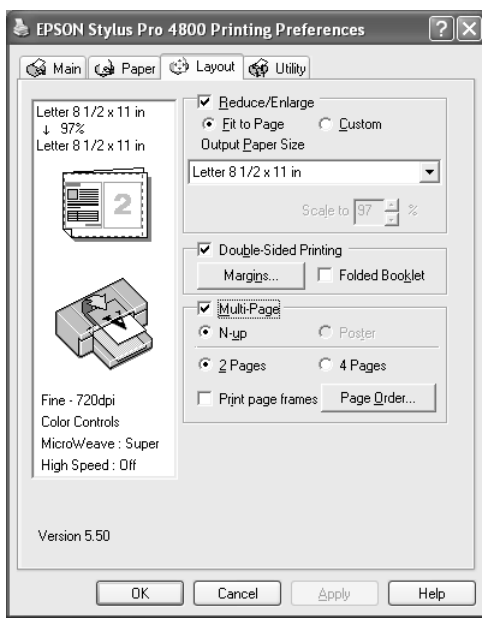 EPSON Stylus Pro 4800 Printing Preferences
Main
Paper
Layout
Utility
Letter 8 1/2 x 11 in
↓ 97%
Letter 8 1/2 x 11 in
2
Fine - 720dpi
Color Controls
MicroWeave : Super
High Speed : Off
Version 5.50
Reduce/Enlarge
Fit to Page
Custom
Output Paper Size
Letter 8 1/2 x 11 in
Scale to 97 %
Double-Sided Printing
Margins...
Folded Booklet
Multi-Page
N-up
Poster
2 Pages
4 Pages
Print page frames
Page Order...
OK
Cancel
Apply
Help